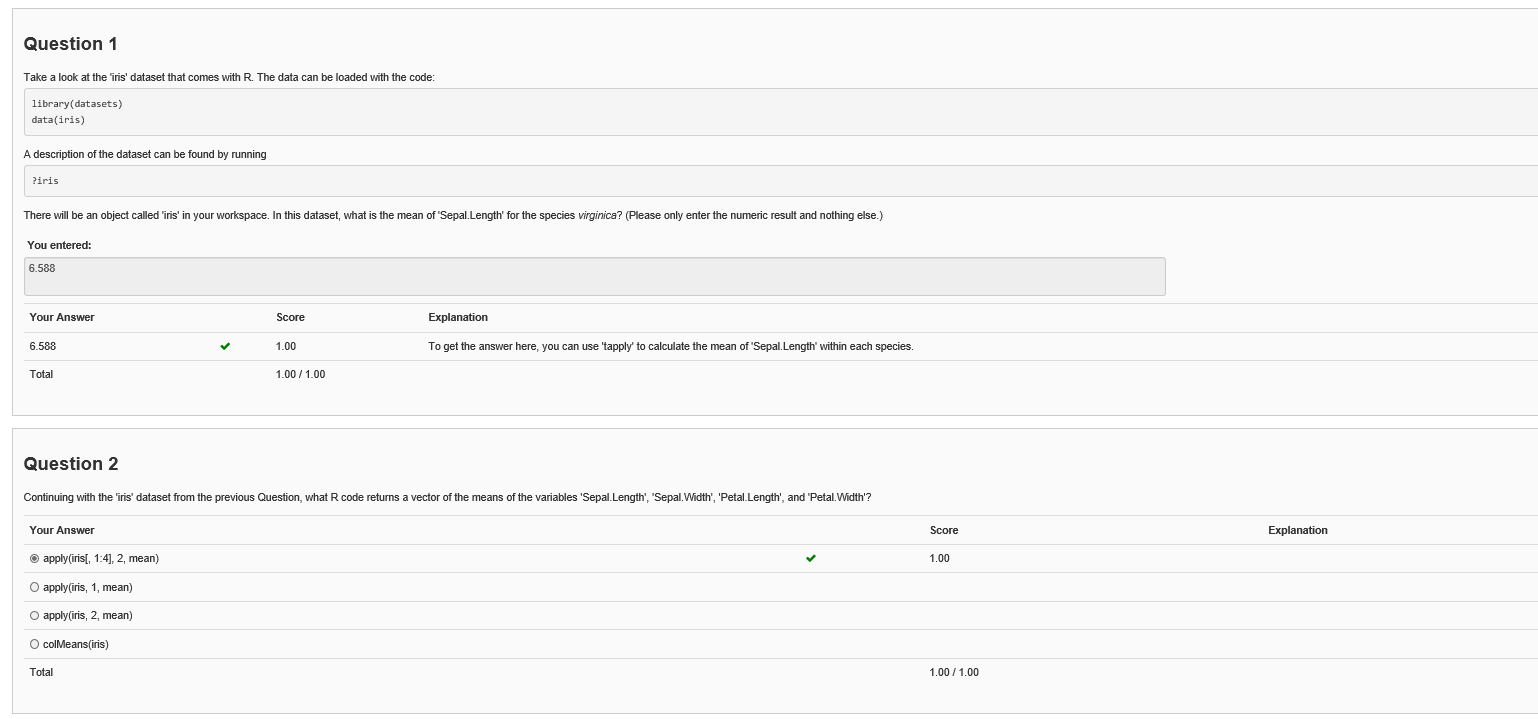 Question 1
Take a look at the 'iris' dataset that comes with R. The data can be loaded with the code:
library(datasets)
data(iris)
A description of the dataset can be found by running
?iris
There will be an object called 'iris' in your workspace. In this dataset, what is the mean of 'Sepal.Length' for the species virginica? (Please only enter the numeric result and nothing else.)
You entered:
6.588
Your Answer Score Explanation
6.588 1.00 To get the answer here, you can use 'tapply' to calculate the mean of 'Sepal.Length' within each species.
Total 1.00 / 1.00
Question 2
Continuing with the 'iris' dataset from the previous Question, what R code returns a vector of the means of the variables 'Sepal.Length', 'Sepal.Width', 'Petal.Length', and 'Petal.Width'?
Your Answer Score Explanation
apply(iris[, 1:4], 2, mean) 1.00
apply(iris, 1, mean)
apply(iris, 2, mean)
colMeans(iris)
Total 1.00 / 1.00